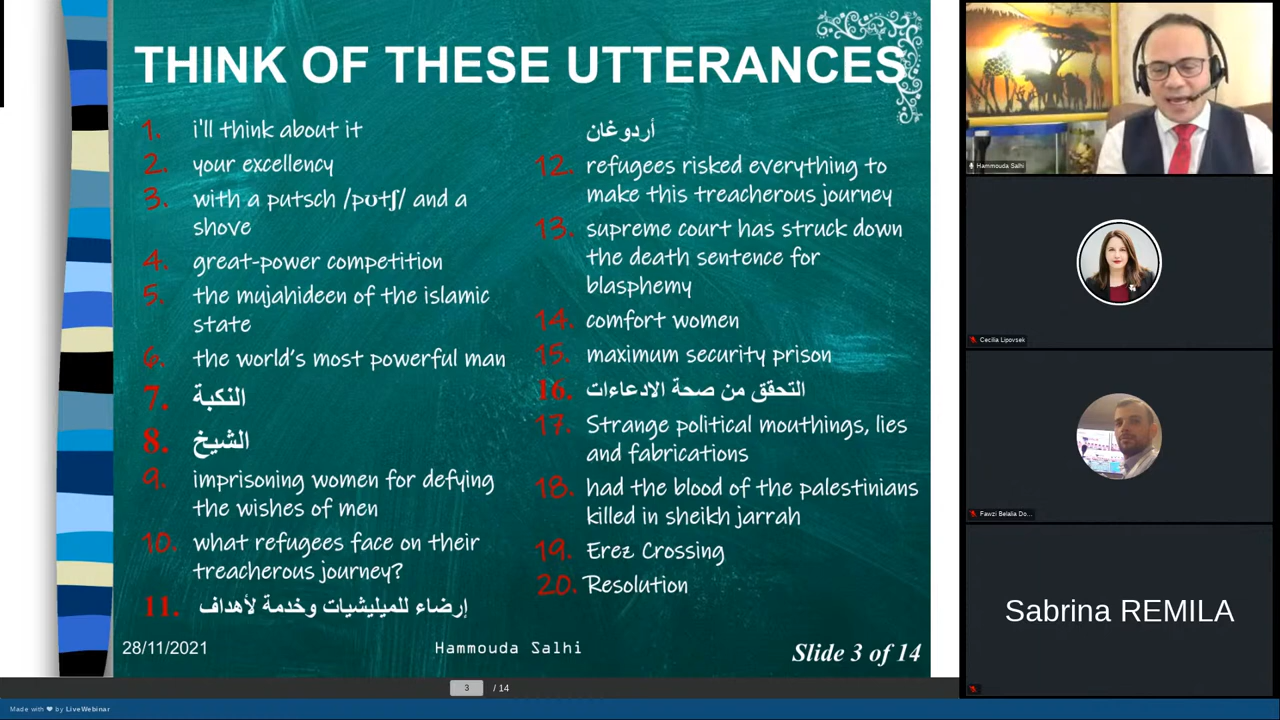 THINK OF THESE UTTERANCES
1. i'll think about it
2. your excellency
3. with a putsch /pʊtʃ/ and a
shove
4. great-power competition
5. the mujahideen of the islamic
state
6. the world's most powerful man
7. النكبة
8. الشيخ
9. imprisoning women for defying
the wishes of men
10. what refugees face on their
treacherous journey?
11. إرضاء للميليشيات وخدمة لأهداف
أردوغان
12. refugees risked everything to
make this treacherous journey
13. supreme court has struck down
the death sentence for
blasphemy
14. comfort women
15. maximum security prison
16. التحقق من صحة الادعاءات
17. Strange political mouthings, lies
and fabrications
18. had the blood of the palestinians
killed in sheikh jarrah
19. Erez Crossing
20. Resolution
28/11/2021
Hammouda Salhi
Slide 3 of 14
3 / 14
Made with ❤ by LiveWebinar
Hammouda Salhi
Cecilia Lipovsek
Fawzi Belalia Do...
Sabrina REMILA